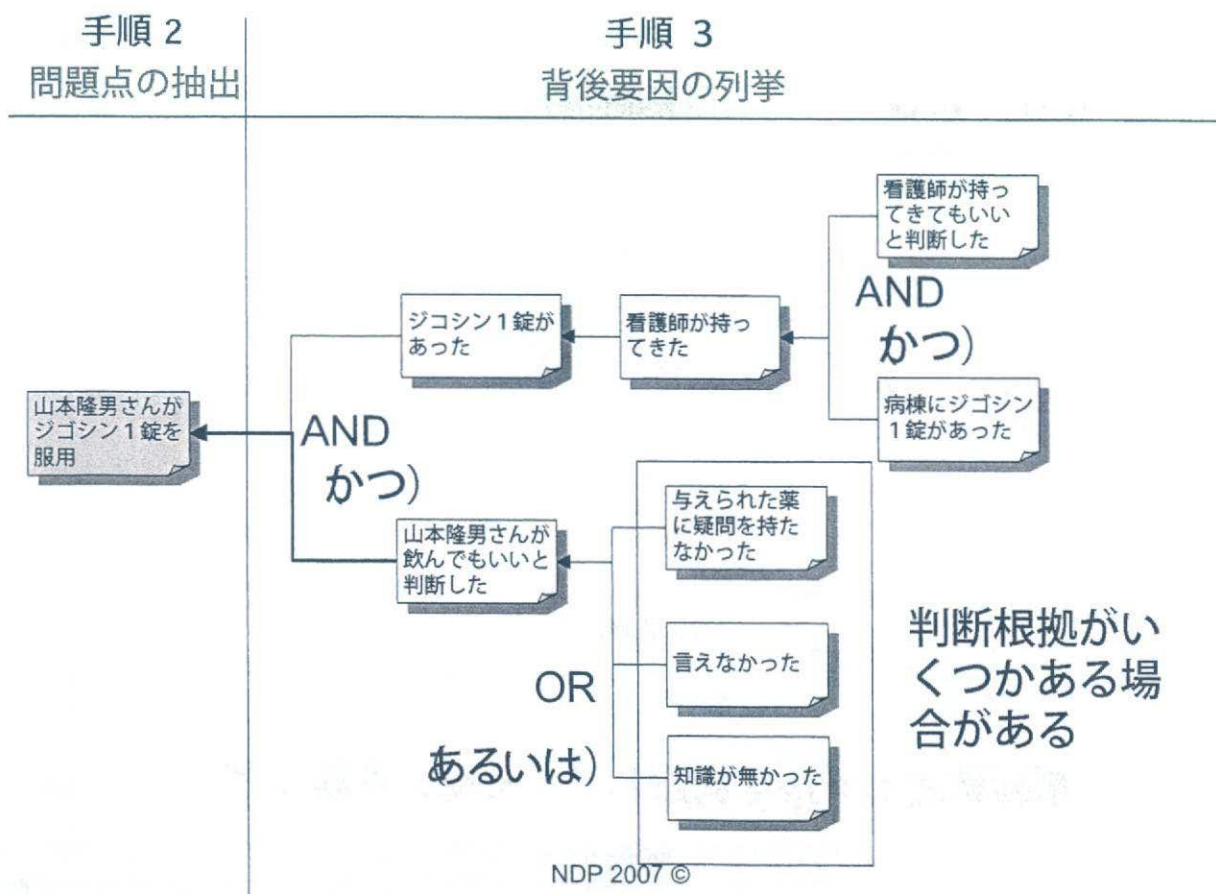 手順 2
問題点の抽出
手順 3
背後要因の列挙
看護師が持っ
てきてもいい
と判断した
ジコシン1錠が
あった
看護師が持っ
てきた
AND
かつ)
病棟にジゴシン
1錠があった
山本隆男さんが
ジゴシン1錠を
服用
AND
かつ)
山本隆男さんが
飲んでもいいと
判断した
与えられた薬
に疑問を持た
なかった
言えなかった
知識が無かった
OR
あるいは)
判断根拠がい
くつかある場
合がある
NDP 2007 ©